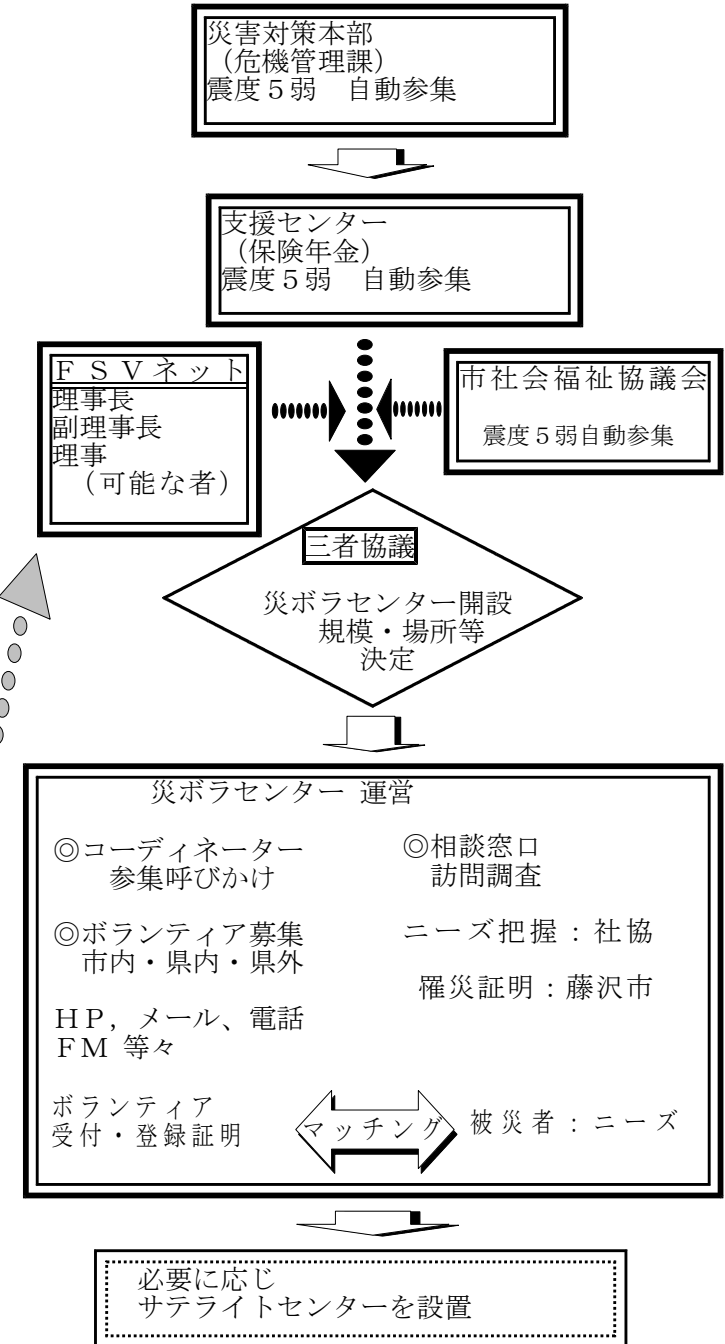 災害対策本部
（危機管理課）
震度５弱　自動参集
支援センター
（保険年金）
震度５弱　自動参集
ＦＳＶネット
理事長
副理事長
理事
（可能な者）
市社会福祉協議会
震度５弱自動参集
三者協議
災ボラセンター開設
規模・場所等
決定
災ボラセンター 運営
◎コーディネーター
参集呼びかけ
◎ボランティア募集
市内・県内・県外
ＨＰ，メール、電話
ＦＭ 等々
ボランティア
受付・登録証明
◎相談窓口
訪問調査
ニーズ把握：社協
罹災証明：藤沢市
マッチング
被災者：ニーズ
必要に応じ
サテライトセンターを設置